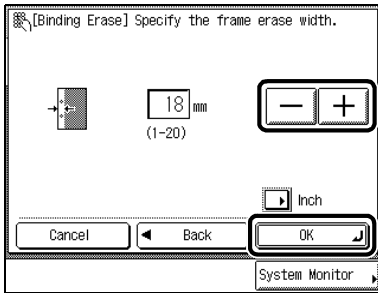 [Binding Erase] Specify the frame erase width.
18 mm
(1-20)
− +
Inch
Cancel
Back
OK
System Monitor